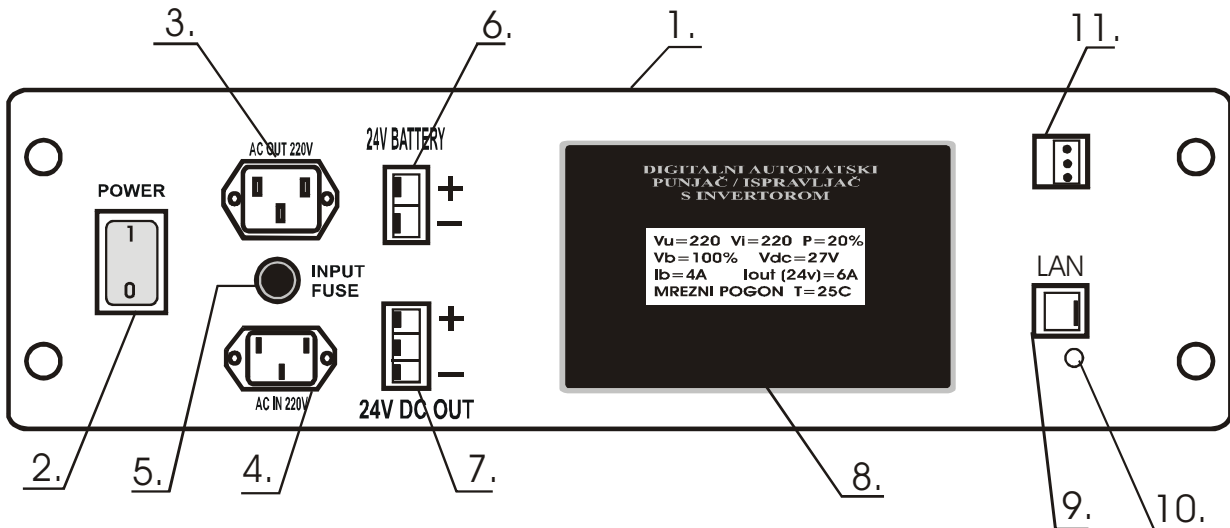 3.
6.
1.
11.
AC OUT 220V
24V BATTERY
+
−
POWER
1
0
INPUT
FUSE
AC IN 220V
+
−
24V DC OUT
DIGITALNI AUTOMATSKI
PUNJAČ / ISPRAVLJAČ
S INVERTOROM
Vu=220 Vi=220 P=20%
Vb=100% Vdc=27V
Ib=4A Iout (24v)=6A
MREZNI POGON T=25C
LAN
2.
5.
4.
7.
8.
9.
10.